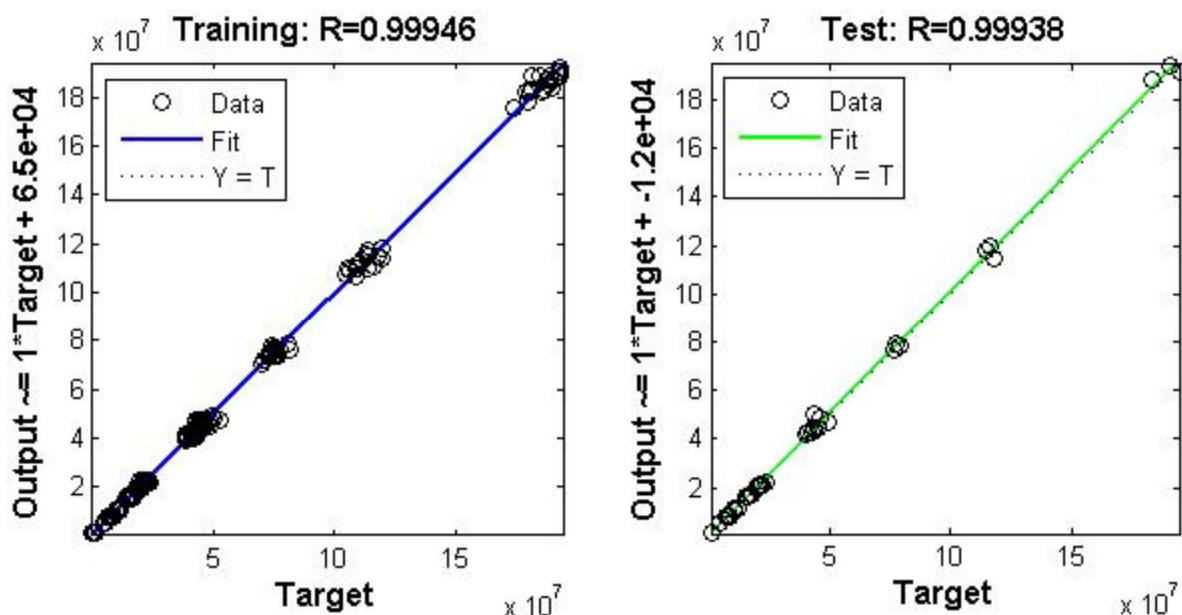 x 10^7 Training: R=0.99946
Output ~= 1*Target + 6.5e+04
18
16
14
12
10
8
6
4
2
Data
Fit
Y = T
5
10
15
Target
x 10^7
x 10^7 Test: R=0.99938
Output ~= 1*Target + -1.2e+04
18
16
14
12
10
8
6
4
2
Data
Fit
Y = T
5
10
15
Target
x 10^7